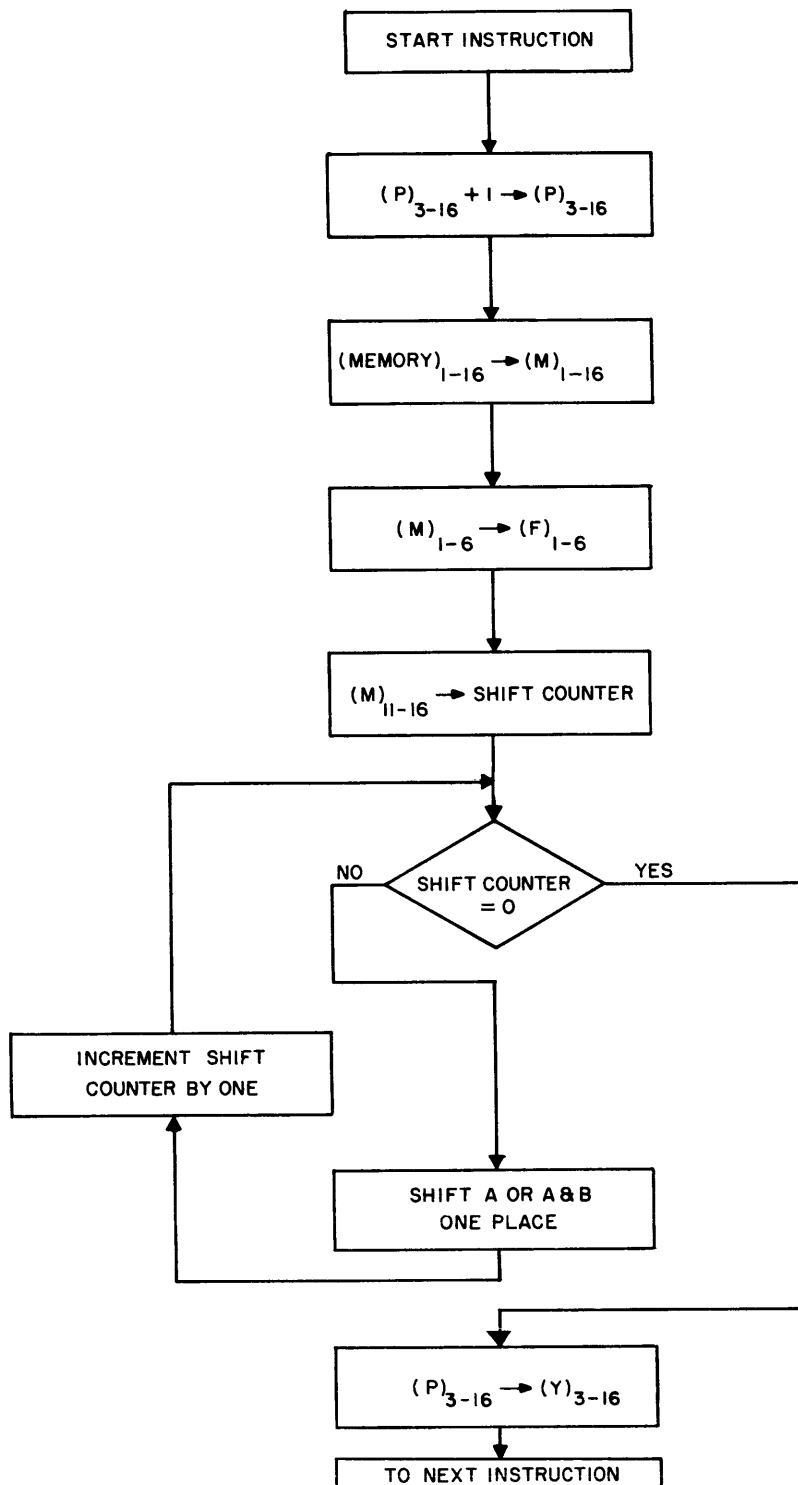 START INSTRUCTION
(P)3-16 + 1 → (P)3-16
(MEMORY)1-16 → (M)1-16
(M)1-6 → (F)1-6
(M)11-16 → SHIFT COUNTER
NO
YES
SHIFT COUNTER
= 0
INCREMENT SHIFT
COUNTER BY ONE
SHIFT A OR A & B
ONE PLACE
(P)3-16 → (Y)3-16
TO NEXT INSTRUCTION